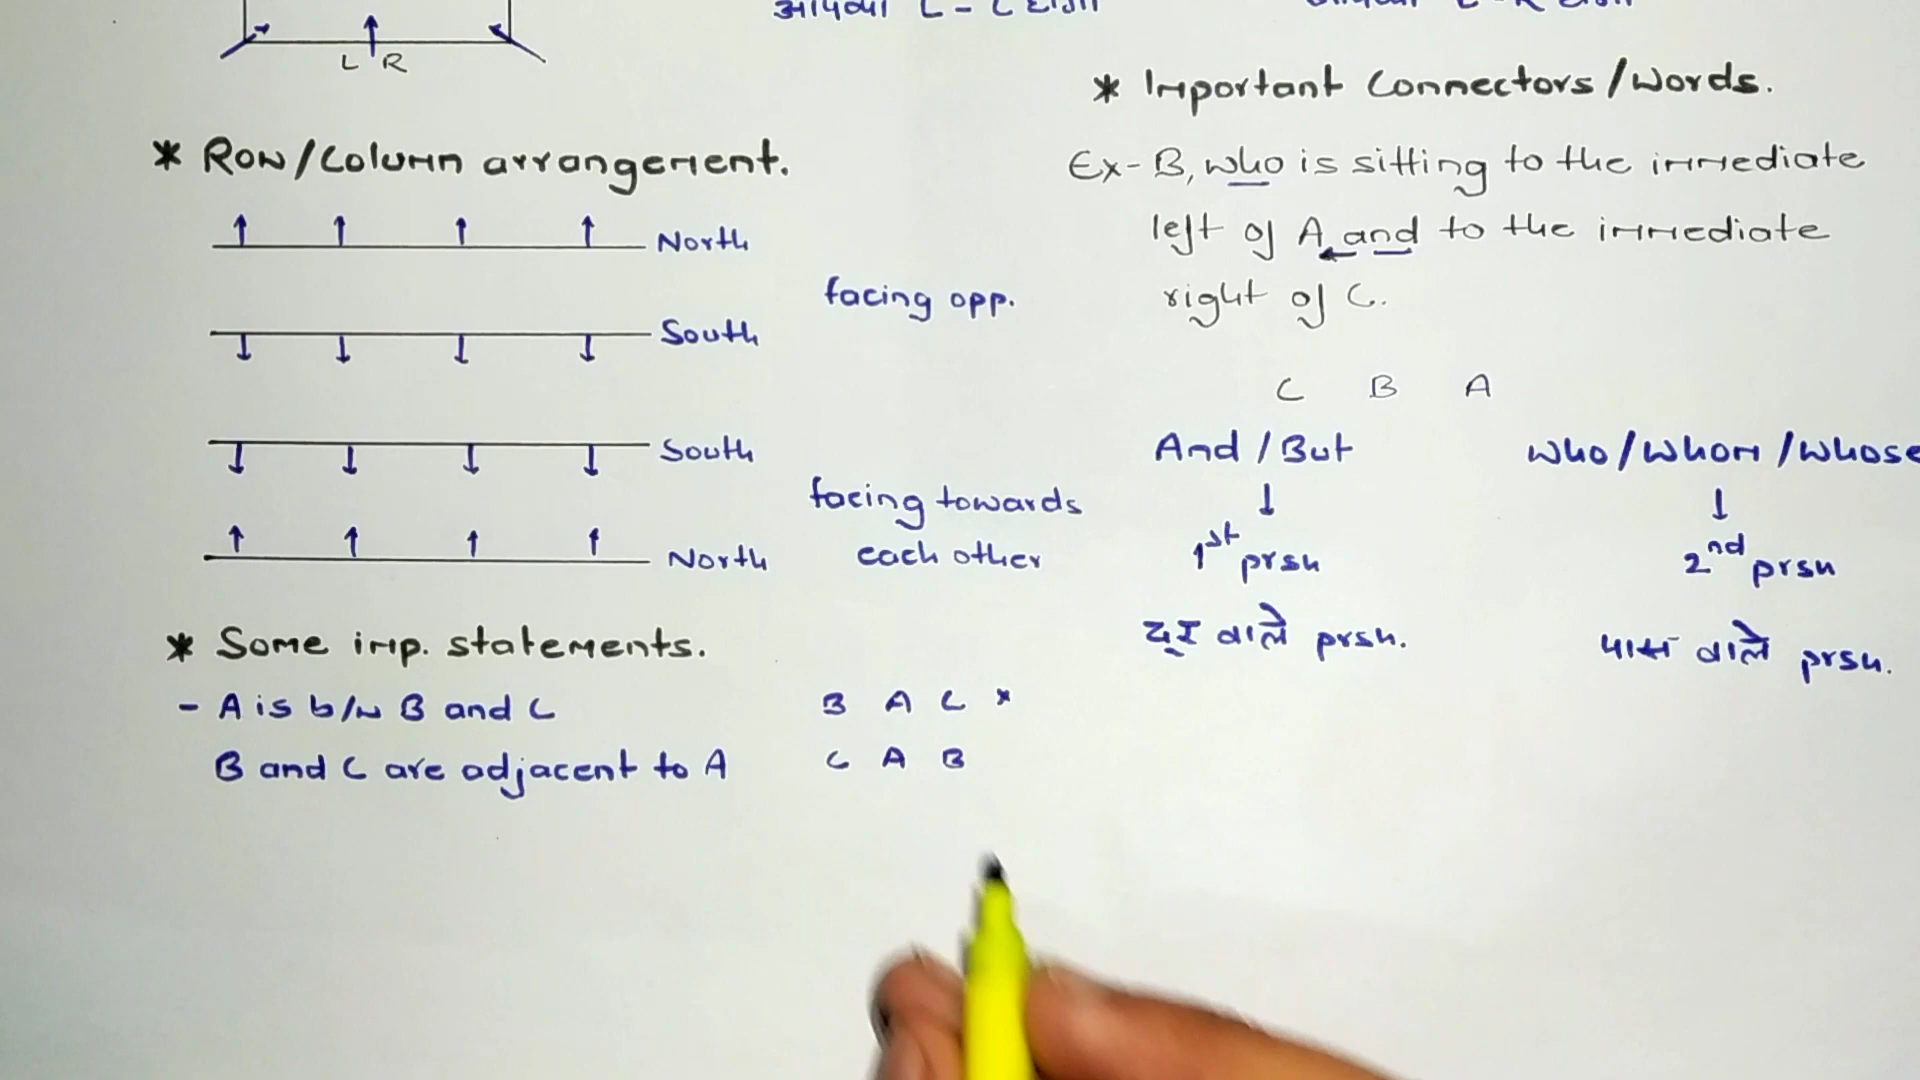 L - L
L R
* Row/Column arrangement.
North
facing opp.
South
South
facing towards
each other
North
* Some imp. statements.
- A is b/w B and C
B A C *
B and C are adjacent to A
C A B
* Important Connectors/Words.
Ex- B, who is sitting to the immediate
left of A and to the immediate
right of C.
C B A
And / But
Who/Whom/Whose
1st prsn
2nd prsn
दूर वाले prsn.
पास वाले prsn.